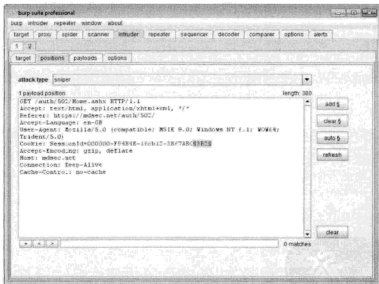 burp suite professional
burp intruder repeater window about
target proxy spider scanner intruder repeater sequencer decoder comparer options alerts
1 2
target positions payloads options
attack type sniper
1 payload position length: 383
GET /auth/502/Home.ashx HTTP/1.1
Accept: text/html, application/xhtml+xml, */*
Referer: https://mdsec.net/auth/502/
Accept-Language: en-GB
User-Agent: Mozilla/5.0 (compatible; MSIE 9.0; Windows NT 6.1; WOW64;
Trident/5.0)
Cookie:
Accept-Encoding: gzip, deflate
Host: mdsec.net
Connection: Keep-Alive
Cache-Control: no-cache
add §
clear §
auto §
refresh
clear
0 matches